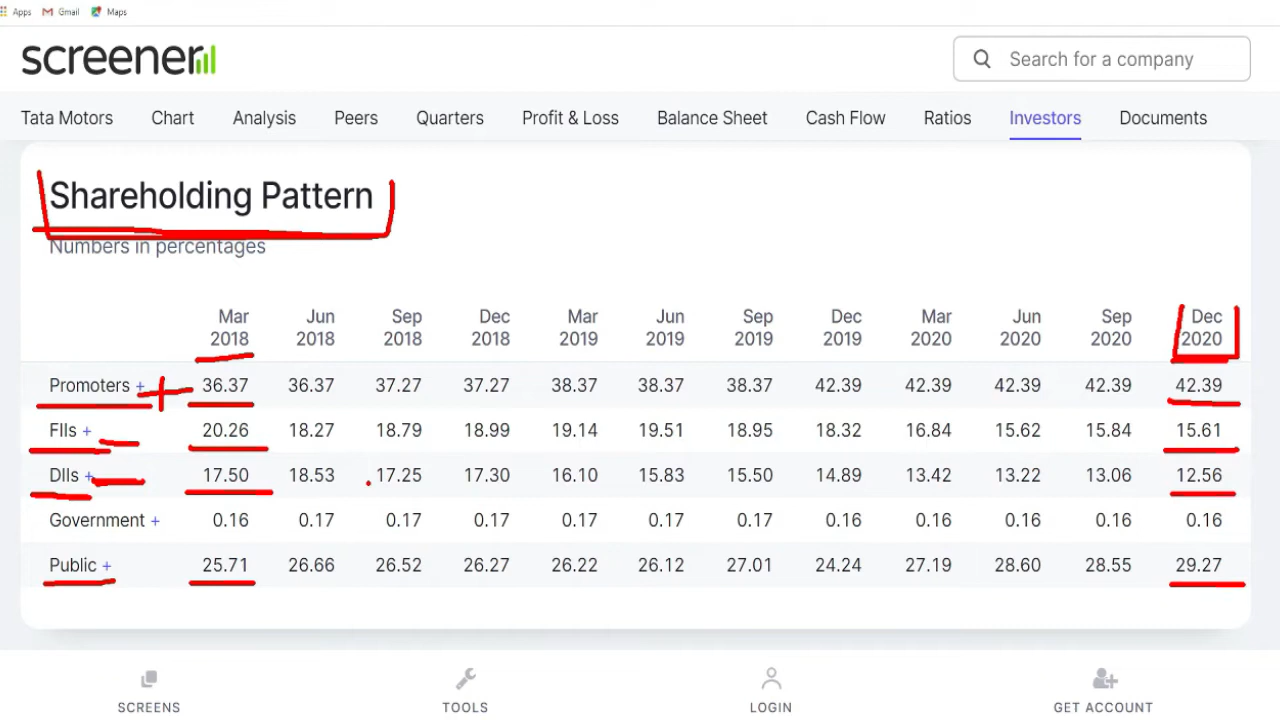 Apps Gmail Maps
screener
Search for a company
Tata Motors Chart Analysis Peers Quarters Profit & Loss Balance Sheet Cash Flow Ratios Investors Documents
Shareholding Pattern
Numbers in percentages
Mar 2018 Jun 2018 Sep 2018 Dec 2018 Mar 2019 Jun 2019 Sep 2019 Dec 2019 Mar 2020 Jun 2020 Sep 2020 Dec 2020
Promoters + 36.37 36.37 37.27 37.27 38.37 38.37 38.37 42.39 42.39 42.39 42.39 42.39
FIIs + 20.26 18.27 18.79 18.99 19.14 19.51 18.95 18.32 16.84 15.62 15.84 15.61
DIIs + 17.50 18.53 17.25 17.30 16.10 15.83 15.50 14.89 13.42 13.22 13.06 12.56
Government + 0.16 0.17 0.17 0.17 0.17 0.17 0.17 0.16 0.16 0.16 0.16 0.16
Public + 25.71 26.66 26.52 26.27 26.22 26.12 27.01 24.24 27.19 28.60 28.55 29.27
SCREENS TOOLS LOGIN GET ACCOUNT